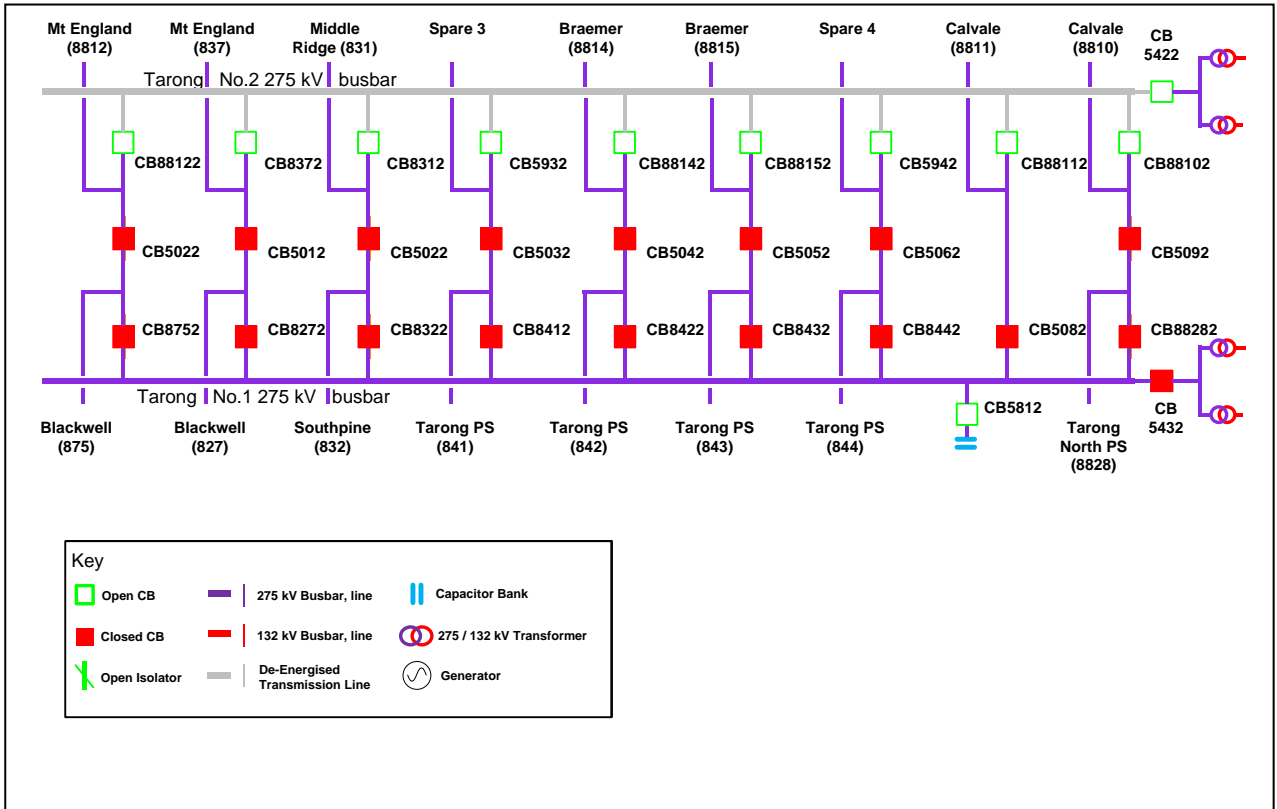 Mt England
(8812)
Mt England
(837)
Middle
Ridge (831)
Spare 3
Braemer
(8814)
Braemer
(8815)
Spare 4
Calvale
(8811)
Calvale
(8810)
CB
5422
Tarong No.2 275 kV busbar
CB88122
CB8372
CB8312
CB5932
CB88142
CB88152
CB5942
CB88112
CB88102
CB5022
CB5012
CB5022
CB5032
CB5042
CB5052
CB5062
CB5092
CB8752
CB8272
CB8322
CB8412
CB8422
CB8432
CB8442
CB5082
CB88282
Tarong No.1 275 kV busbar
CB5812
CB
5432
Blackwell
(875)
Blackwell
(827)
Southpine
(832)
Tarong PS
(841)
Tarong PS
(842)
Tarong PS
(843)
Tarong PS
(844)
Tarong
North PS
(8828)
Key
Open CB
275 kV Busbar, line
Capacitor Bank
Closed CB
132 kV Busbar, line
275 / 132 kV Transformer
Open Isolator
De-Energised
Transmission Line
Generator